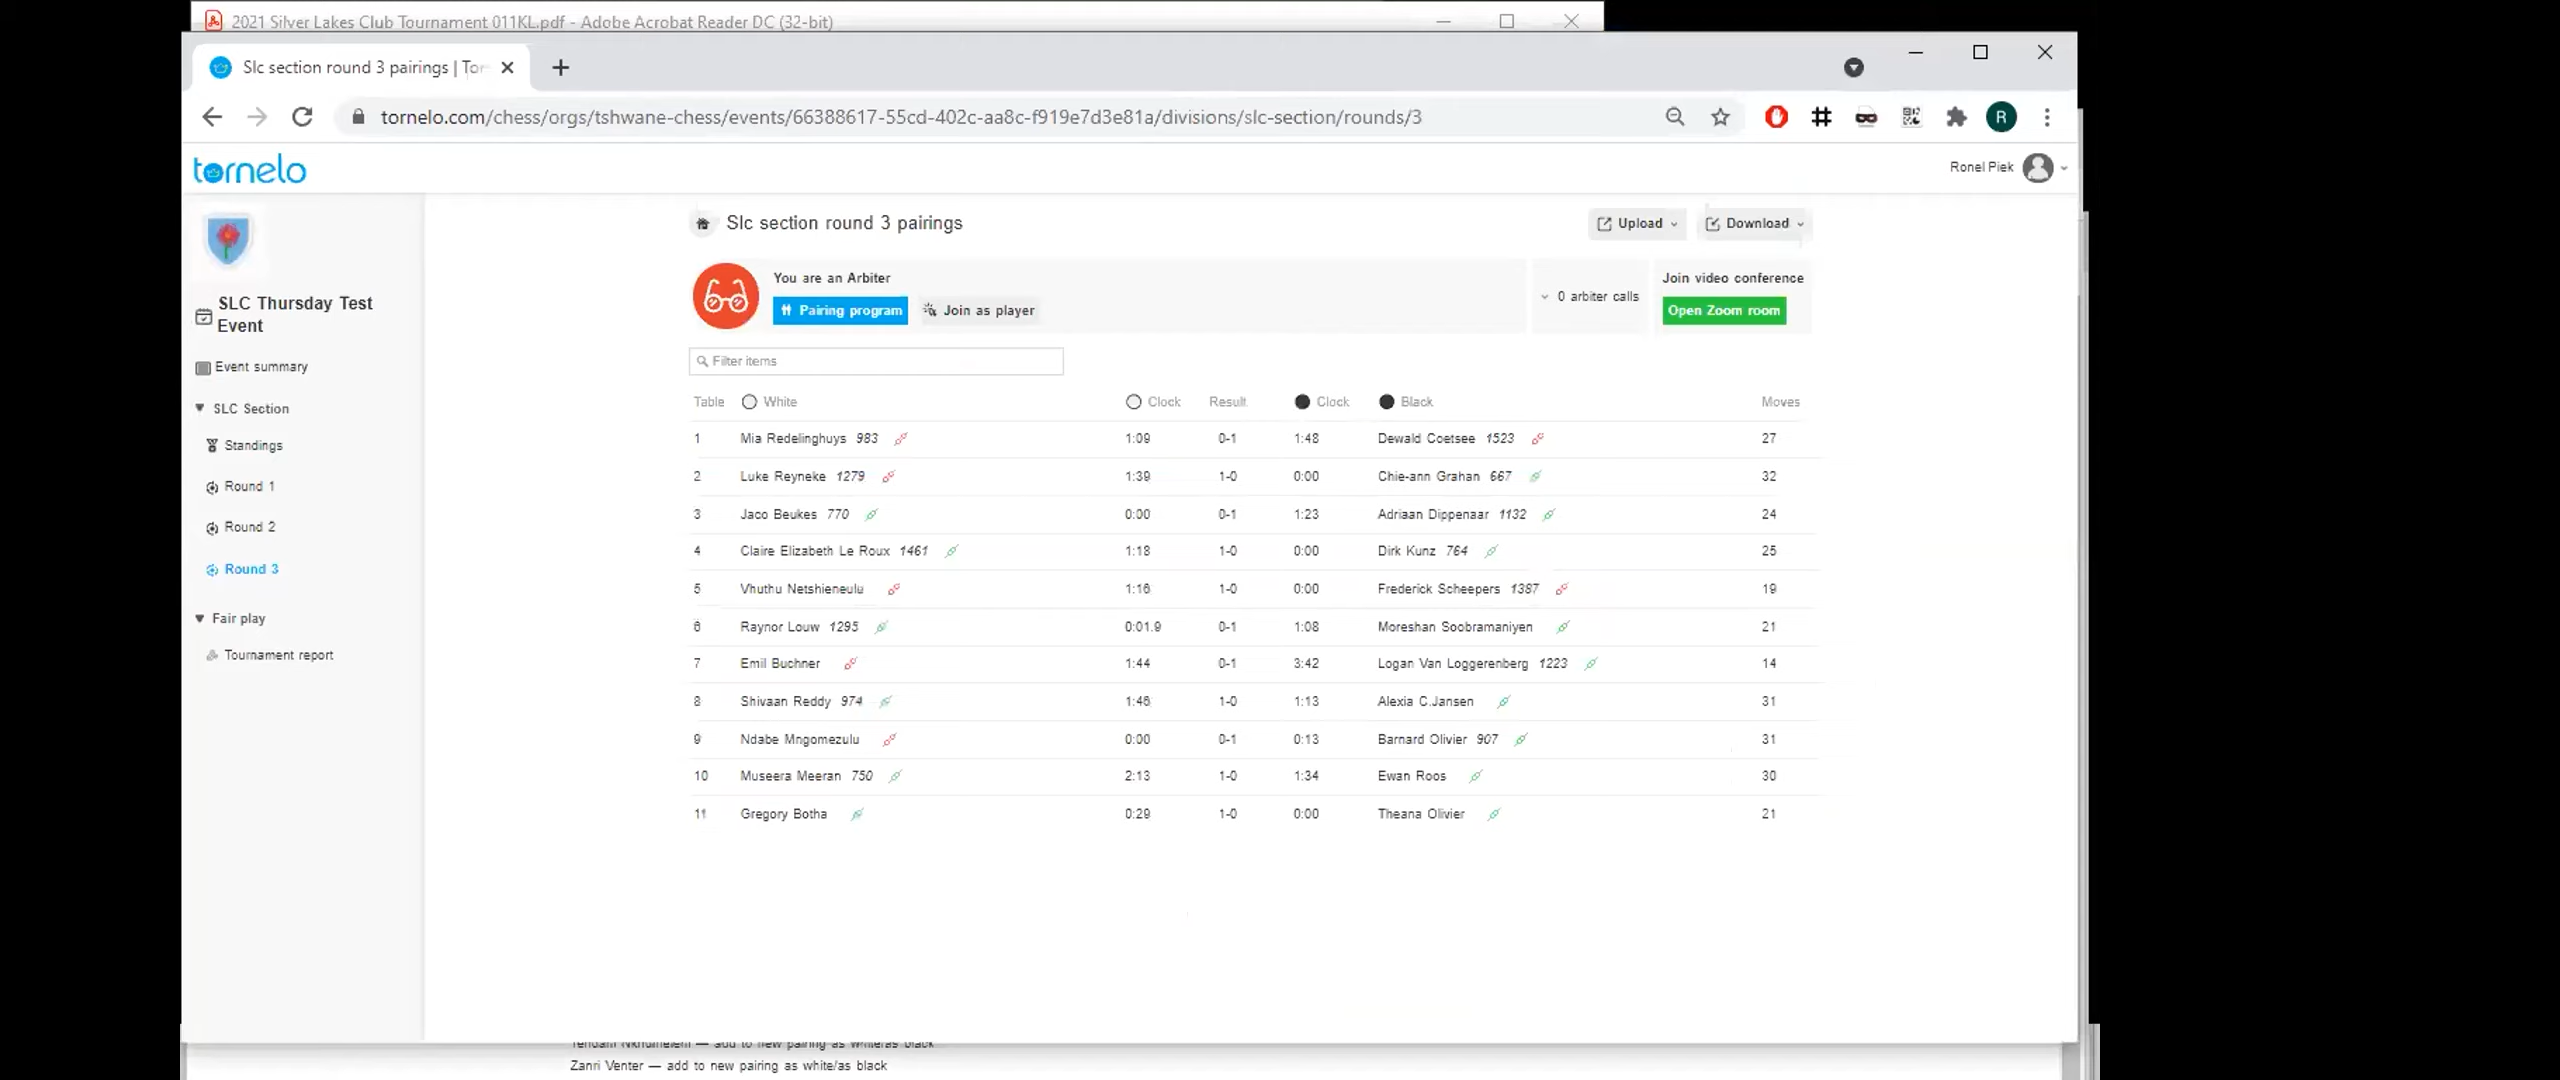 2021 Silver Lakes Club Tournament 011KL.pdf - Adobe Acrobat Reader DC (32-bit)
Slc section round 3 pairings | Tor
tornelo.com/chess/orgs/tshwane-chess/events/66388617-55cd-402c-aa8c-f919e7d3e81a/divisions/slc-section/rounds/3
R
tornelo
Ronel Piek
Slc section round 3 pairings
Upload
Download
You are an Arbiter
Pairing program
Join as player
0 arbiter calls
Join video conference
Open Zoom room
SLC Thursday Test
Event
Event summary
SLC Section
Standings
Round 1
Round 2
Round 3
Fair play
Tournament report
Filter items
Table White Clock Result Clock Black Moves
1 Mia Redelinghuys 983 1:09 0-1 1:48 Dewald Coetsee 1523 27
2 Luke Reyneke 1279 1:39 1-0 0:00 Chie-ann Grahan 667 32
3 Jaco Beukes 770 0:00 0-1 1:23 Adriaan Dippenaar 1132 24
4 Claire Elizabeth Le Roux 1461 1:18 1-0 0:00 Dirk Kunz 764 25
5 Vhuthu Netshieneulu 1:16 1-0 0:00 Frederick Scheepers 1387 19
6 Raynor Louw 1295 0:01.9 0-1 1:08 Moreshan Soobramaniyen 21
7 Emil Buchner 1:44 0-1 3:42 Logan Van Loggerenberg 1223 14
8 Shivaan Reddy 974 1:46 1-0 1:13 Alexia C.Jansen 31
9 Ndabe Mngomezulu 0:00 0-1 0:13 Barnard Olivier 907 31
10 Museera Meeran 750 2:13 1-0 1:34 Ewan Roos 30
11 Gregory Botha 0:29 1-0 0:00 Theana Olivier 21
— add to new pairing as white/as black
Zanri Venter — add to new pairing as white/as black